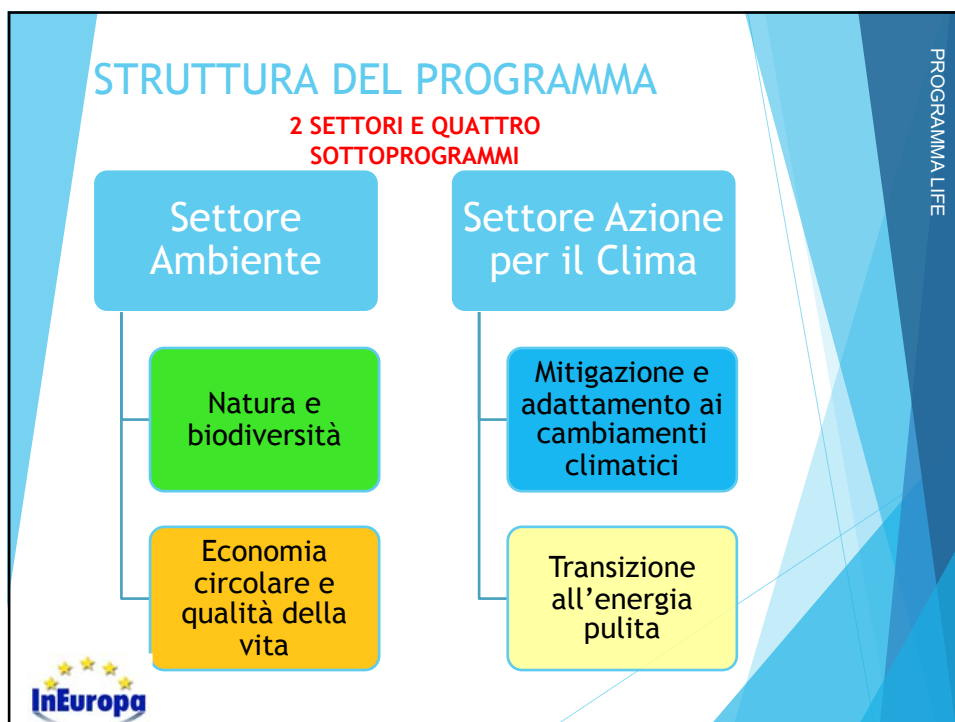 STRUTTURA DEL PROGRAMMA
2 SETTORI E QUATTRO
SOTTOPROGRAMMI
Settore
Ambiente
Natura e
biodiversità
Economia
circolare e
qualità della
vita
Settore Azione
per il Clima
Mitigazione e
adattamento ai
cambiamenti
climatici
Transizione
all’energia
pulita
PROGRAMMA LIFE
InEuropa